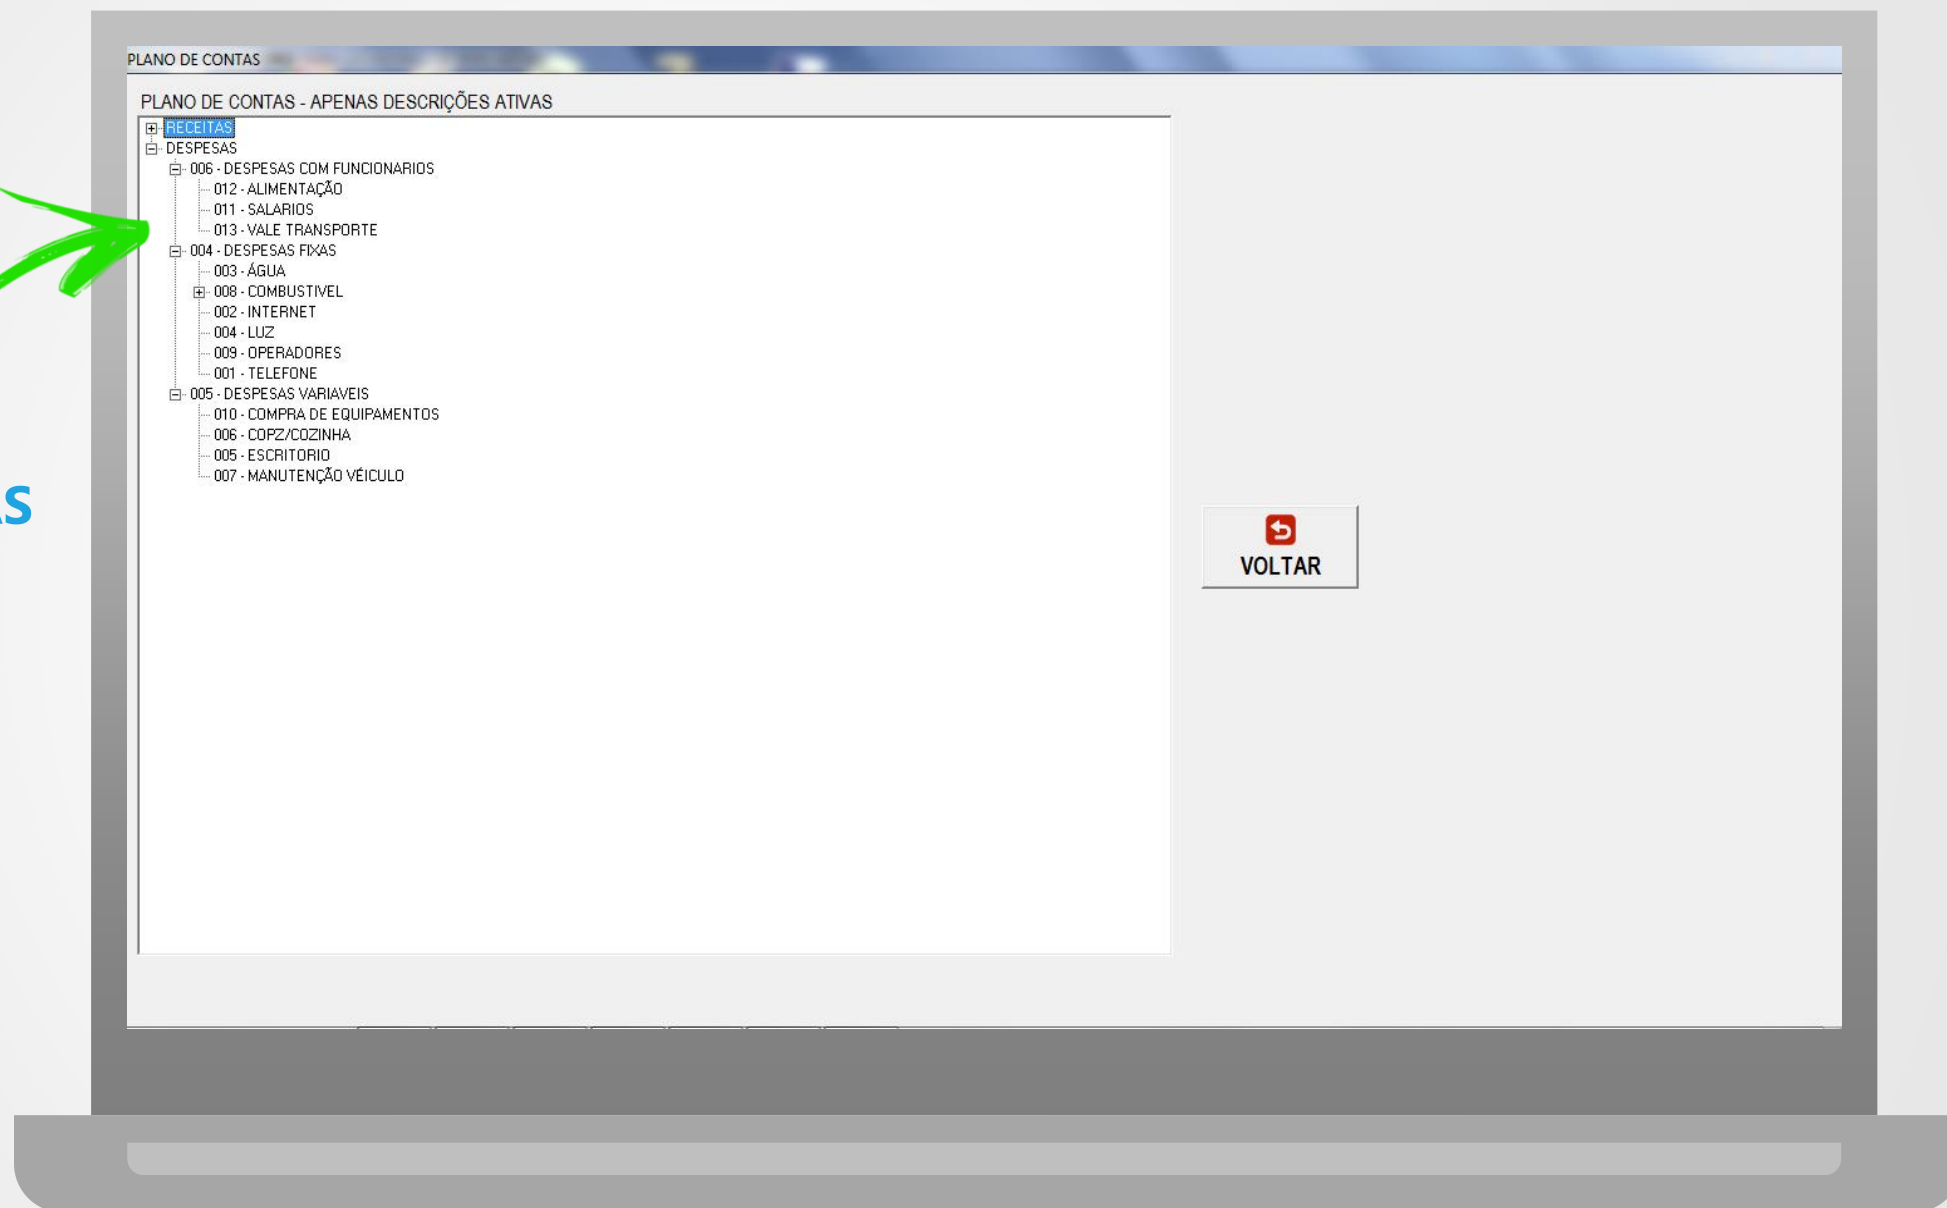 PLANO DE CONTAS
PLANO DE CONTAS - APENAS DESCRIÇÕES ATIVAS
RECEITAS
DESPESAS
006 - DESPESAS COM FUNCIONARIOS
012 - ALIMENTAÇÃO
011 - SALARIOS
013 - VALE TRANSPORTE
004 - DESPESAS FIXAS
003 - ÁGUA
008 - COMBUSTIVEL
002 - INTERNET
004 - LUZ
009 - OPERADORES
001 - TELEFONE
005 - DESPESAS VARIAVEIS
010 - COMPRA DE EQUIPAMENTOS
006 - COPZ/COZINHA
005 - ESCRITORIO
007 - MANUTENÇÃO VÉICULO
AS
VOLTAR